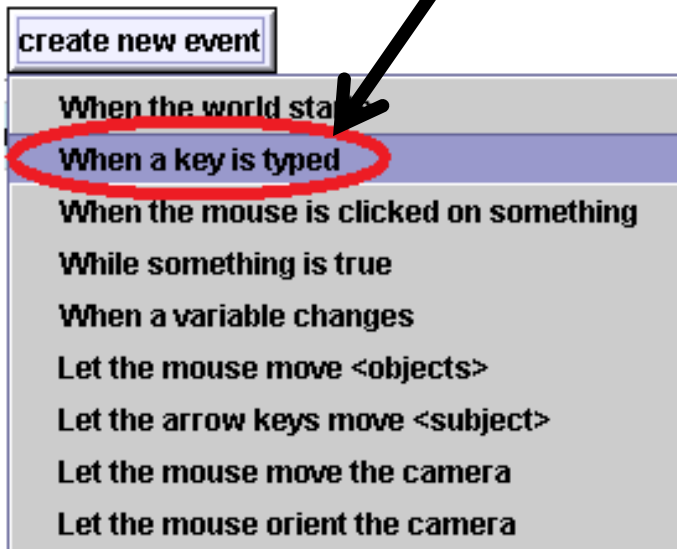 create new event
When the world starts
When a key is typed
When the mouse is clicked on something
While something is true
When a variable changes
Let the mouse move <objects>
Let the arrow keys move <subject>
Let the mouse move the camera
Let the mouse orient the camera